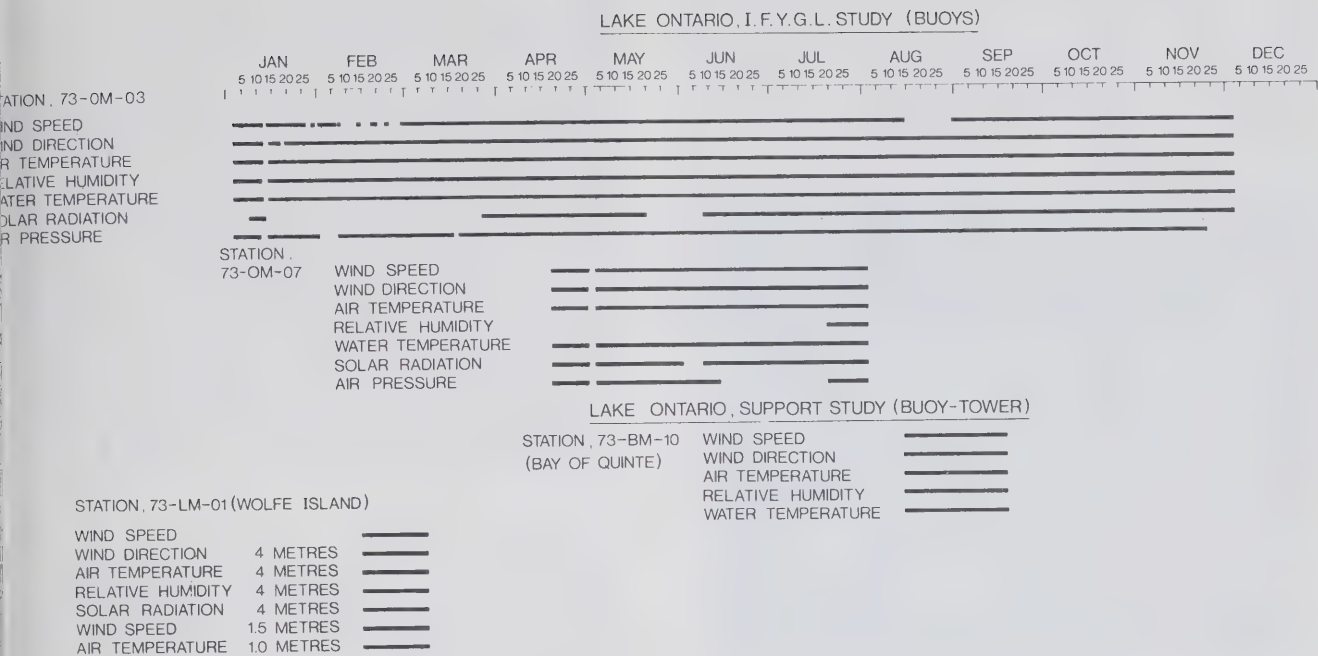 LAKE ONTARIO, I.F.Y.G.L. STUDY (BUOYS)
JAN FEB MAR APR MAY JUN JUL AUG SEP OCT NOV DEC
5 10 15 20 25 5 10 15 20 25 5 10 15 20 25 5 10 15 20 25 5 10 15 20 25 5 10 15 20 25 5 10 15 20 25 5 10 15 20 25 5 10 15 20 25 5 10 15 20 25 5 10 15 20 25 5 10 15 20 25
ATION, 73-OM-03
IND SPEED
IND DIRECTION
R TEMPERATURE
ELATIVE HUMIDITY
ATER TEMPERATURE
OLAR RADIATION
R PRESSURE
STATION.
73-OM-07 WIND SPEED
WIND DIRECTION
AIR TEMPERATURE
RELATIVE HUMIDITY
WATER TEMPERATURE
SOLAR RADIATION
AIR PRESSURE
LAKE ONTARIO, SUPPORT STUDY (BUOY-TOWER)
STATION, 73-BM-10 WIND SPEED
(BAY OF QUINTE) WIND DIRECTION
AIR TEMPERATURE
RELATIVE HUMIDITY
WATER TEMPERATURE
STATION, 73-LM-01 (WOLFE ISLAND)
WIND SPEED
WIND DIRECTION 4 METRES
AIR TEMPERATURE 4 METRES
RELATIVE HUMIDITY 4 METRES
SOLAR RADIATION 4 METRES
WIND SPEED 1.5 METRES
AIR TEMPERATURE 1.0 METRES